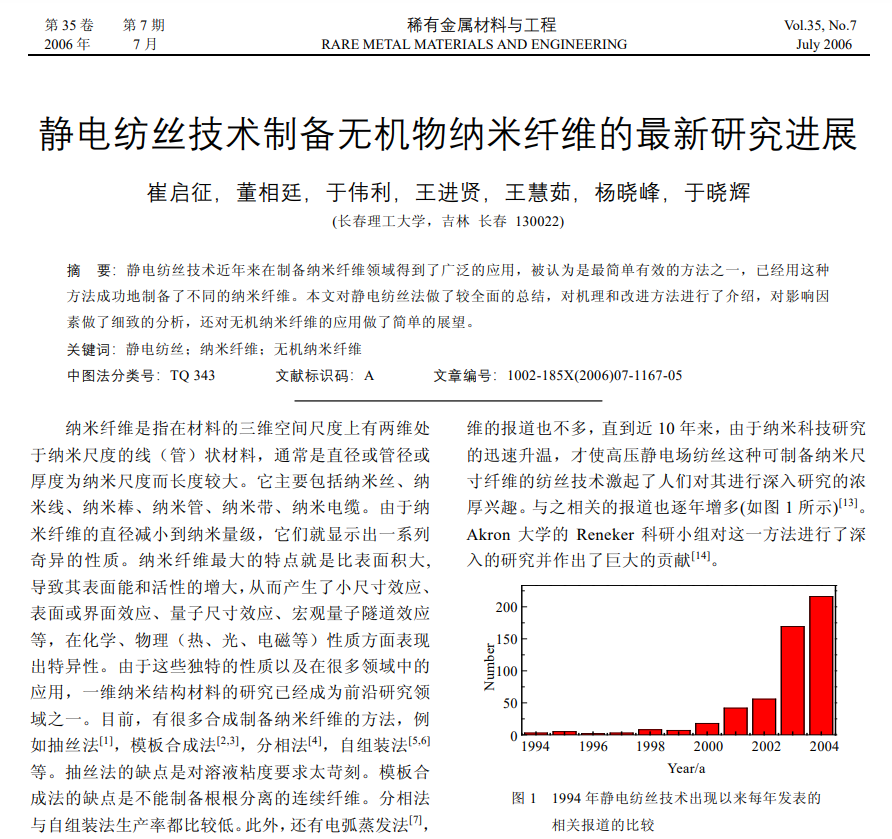 第 35 卷 第 7 期 稀有金属材料与工程 Vol.35, No.7
2006 年 7 月 RARE METAL MATERIALS AND ENGINEERING July 2006
静电纺丝技术制备无机物纳米纤维的最新研究进展
崔启征，董相廷，于伟利，王进贤，王慧茹，杨晓峰，于晓辉
(长春理工大学，吉林 长春 130022)
摘 要：静电纺丝技术近年来在制备纳米纤维领域得到了广泛的应用，被认为是最简单有效的方法之一，已经用这种
方法成功地制备了不同的纳米纤维。本文对静电纺丝法做了较全面的总结，对机理和改进方法进行了介绍，对影响因
素做了细致的分析，还对无机纳米纤维的应用做了简单的展望。
关键词：静电纺丝；纳米纤维；无机纳米纤维
中图法分类号：TQ 343 文献标识码：A 文章编号：1002-185X(2006)07-1167-05
纳米纤维是指在材料的三维空间尺度上有两维处
于纳米尺度的线（管）状材料，通常是直径或管径或
厚度为纳米尺度而长度较大。它主要包括纳米丝、纳
米线、纳米棒、纳米管、纳米带、纳米电缆。由于纳
米纤维的直径减小到纳米量级，它们就显示出一系列
奇异的性质。纳米纤维最大的特点就是比表面积大,
导致其表面能和活性的增大,从而产生了小尺寸效应、
表面或界面效应、量子尺寸效应、宏观量子隧道效应
等，在化学、物理（热、光、电磁等）性质方面表现
出特异性。由于这些独特的性质以及在很多领域中的
应用，一维纳米结构材料的研究已经成为前沿研究领
域之一。目前，有很多合成制备纳米纤维的方法，例
如抽丝法[1]，模板合成法[2,3]，分相法[4]，自组装法[5,6]
等。抽丝法的缺点是对溶液粘度要求太苛刻。模板合
成法的缺点是不能制备根根分离的连续纤维。分相法
与自组装法生产率都比较低。此外，还有电弧蒸发法[7]，
维的报道也不多，直到近 10 年来，由于纳米科技研究
的迅速升温，才使高压静电场纺丝这种可制备纳米尺
寸纤维的纺丝技术激起了人们对其进行深入研究的浓
厚兴趣。与之相关的报道也逐年增多(如图 1 所示)[13]。
Akron 大学的 Reneker 科研小组对这一方法进行了深
入的研究并作出了巨大的贡献[14]。
200
150
100
50
0
Number
1994 1996 1998 2000 2002 2004
Year/a
图 1 1994 年静电纺丝技术出现以来每年发表的
相关报道的比较